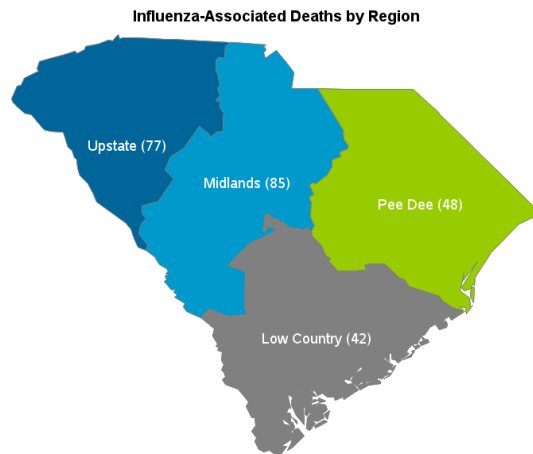 Influenza-Associated Deaths by Region
Upstate (77)
Midlands (85)
Pee Dee (48)
Low Country (42)